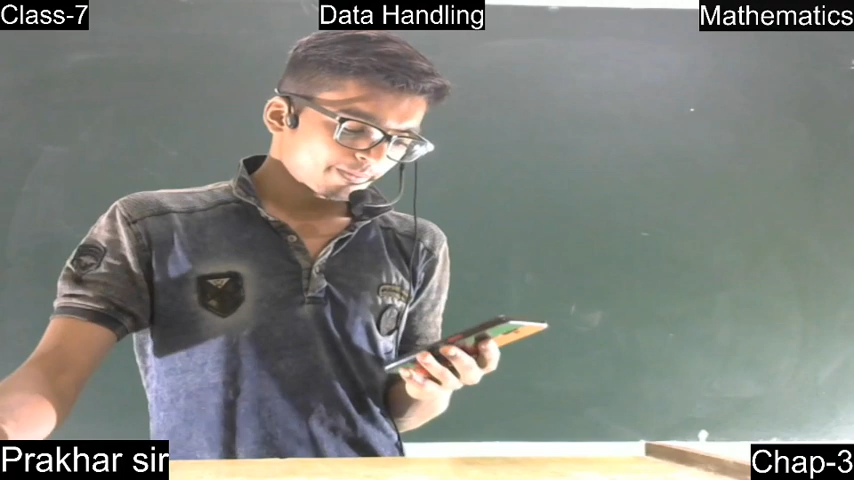 Class-7
Data Handling
Mathematics
Prakhar sir
Chap-3